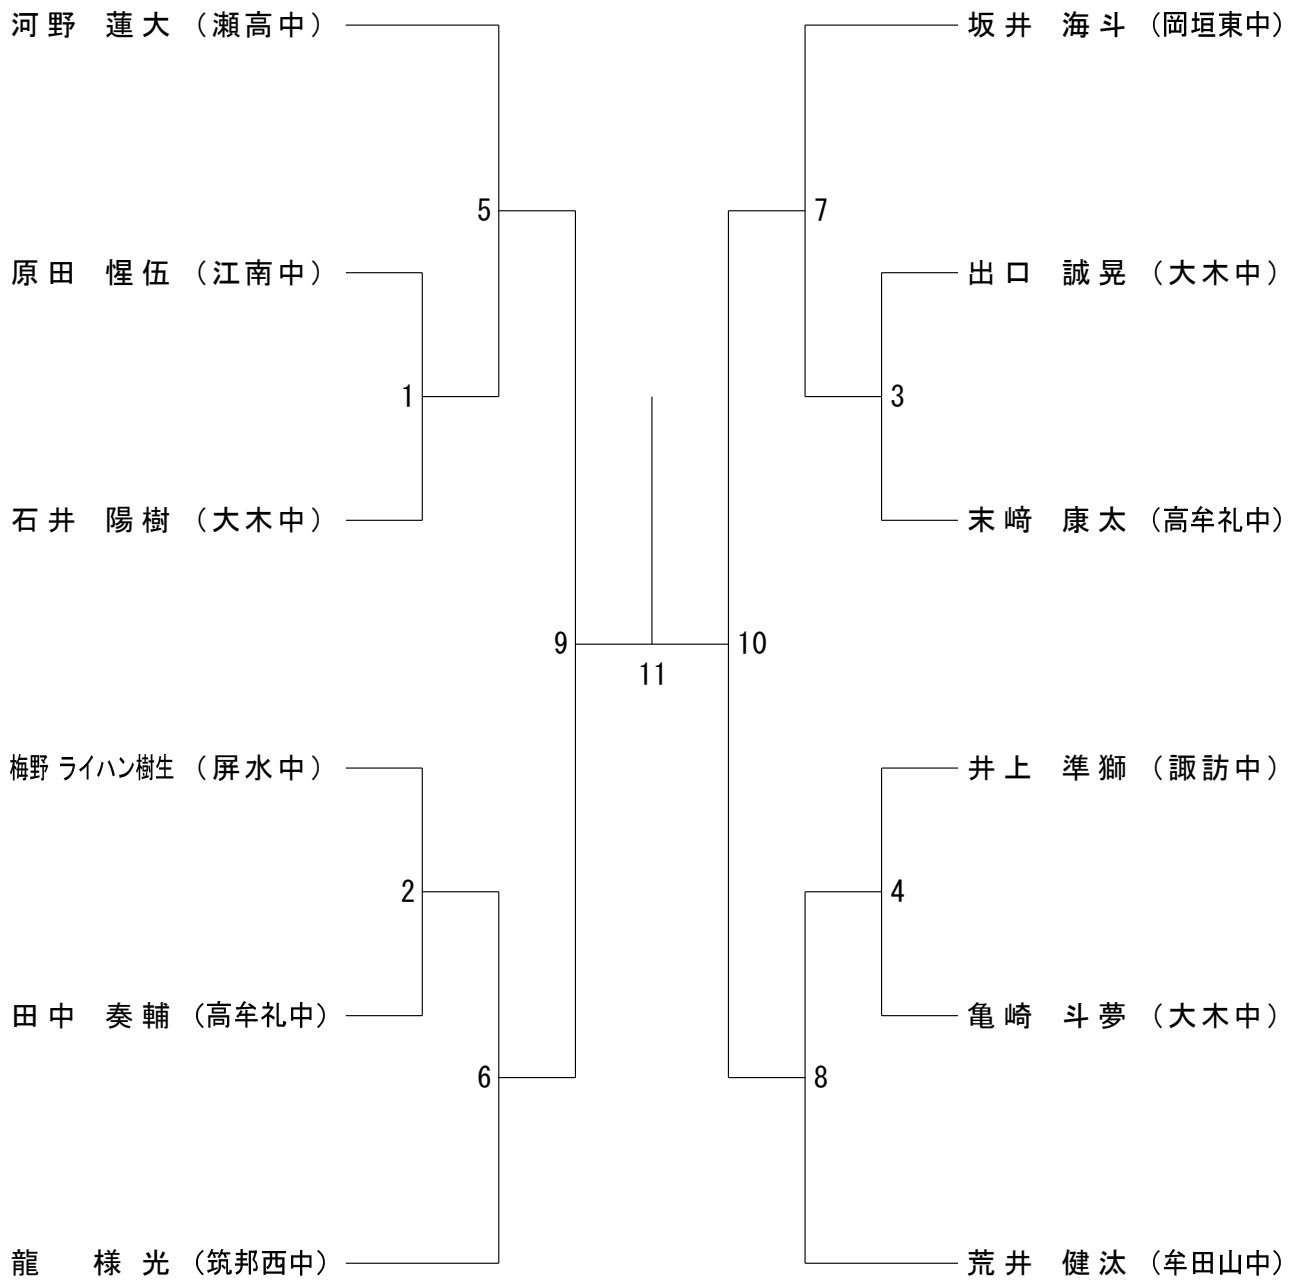 河野 蓮大 （瀬高中） 坂井 海斗 （岡垣東中）
5 7
原田 惺伍 （江南中） 出口 誠晃 （大木中）
1 3
石井 陽樹 （大木中） 末﨑 康太 （高牟礼中）
9 10
11
梅野 ライハン樹生 （屏水中） 井上 準獅 （諏訪中）
2 4
田中 奏輔 （高牟礼中） 亀崎 斗夢 （大木中）
6 8
龍 様光 （筑邦西中） 荒井 健汰 （牟田山中）